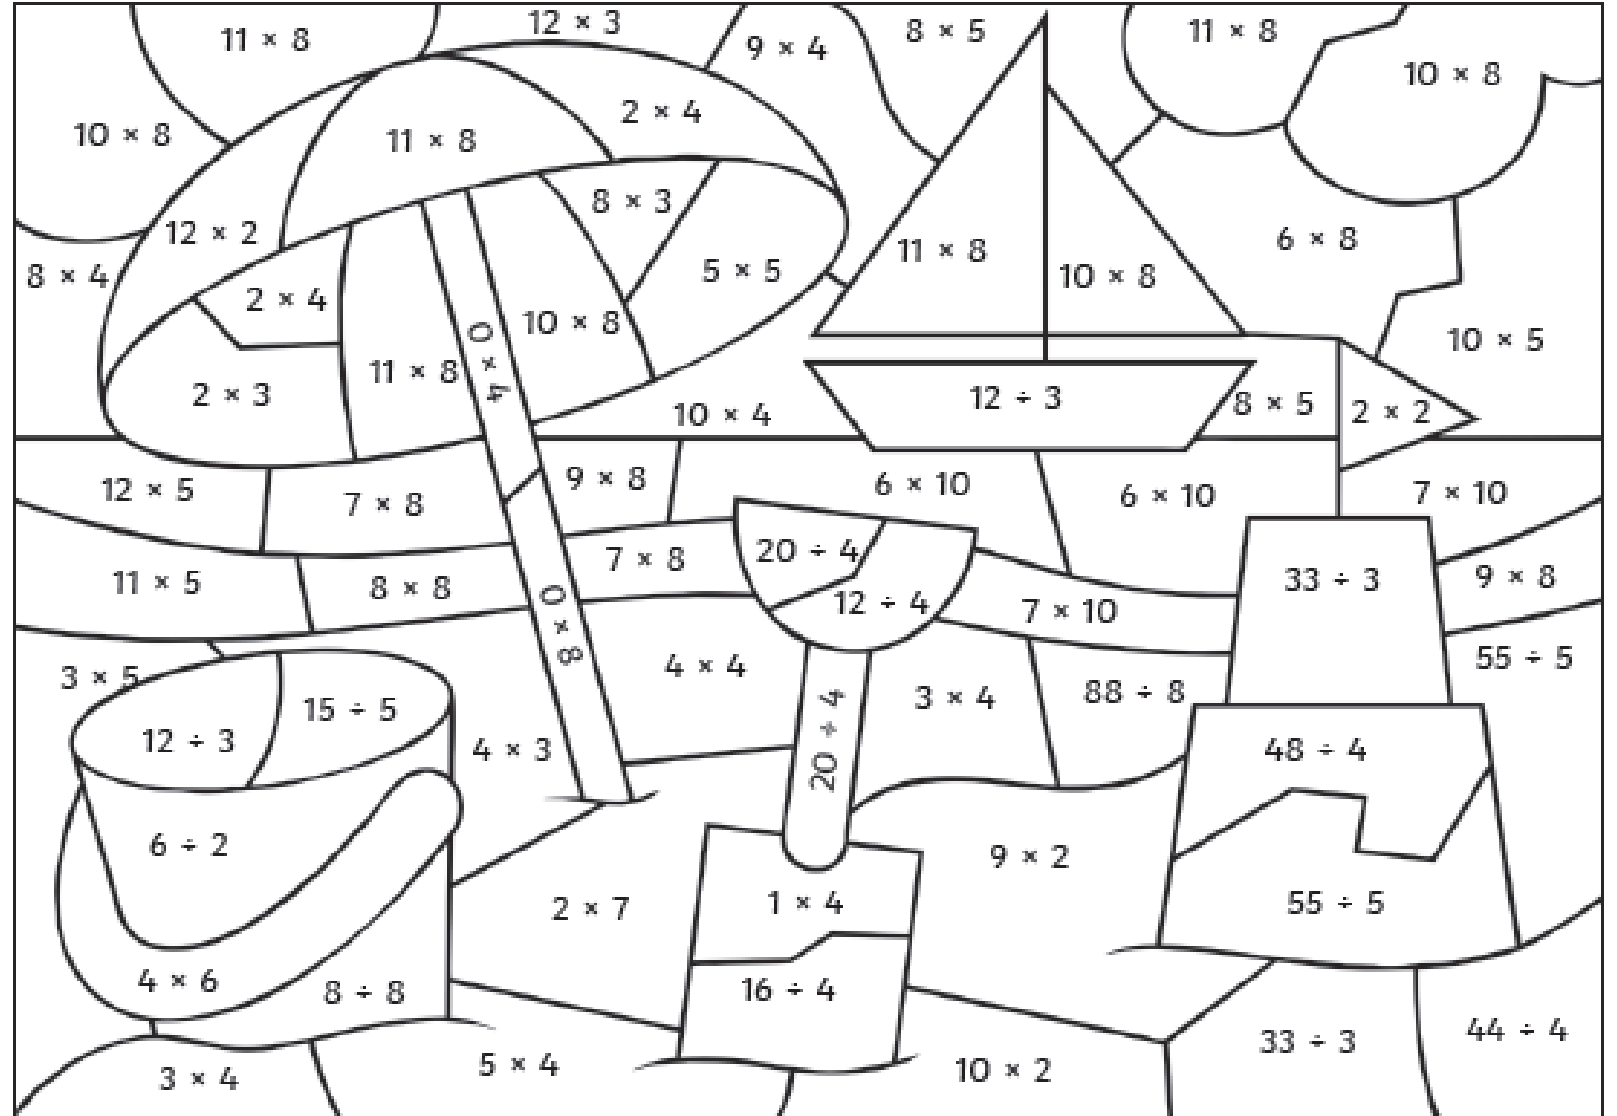 12 × 3
11 × 8
9 × 4
8 × 5
11 × 8
10 × 8
2 × 4
10 × 8
11 × 8
8 × 3
12 × 2
6 × 8
11 × 8
5 × 5
8 × 4
10 × 8
2 × 4
10 × 8
0 × 4
10 × 5
11 × 8
2 × 3
12 ÷ 3
8 × 5
2 × 2
10 × 4
12 × 5
7 × 8
9 × 8
6 × 10
6 × 10
7 × 10
20 ÷ 4
7 × 8
11 × 5
8 × 8
33 ÷ 3
9 × 8
12 ÷ 4
7 × 10
0 × 8
4 × 4
55 ÷ 5
3 × 5
3 × 4
88 ÷ 8
15 ÷ 5
12 ÷ 3
20 ÷ 4
4 × 3
48 ÷ 4
6 ÷ 2
9 × 2
2 × 7
1 × 4
55 ÷ 5
4 × 6
8 ÷ 8
16 ÷ 4
44 ÷ 4
33 ÷ 3
5 × 4
10 × 2
3 × 4